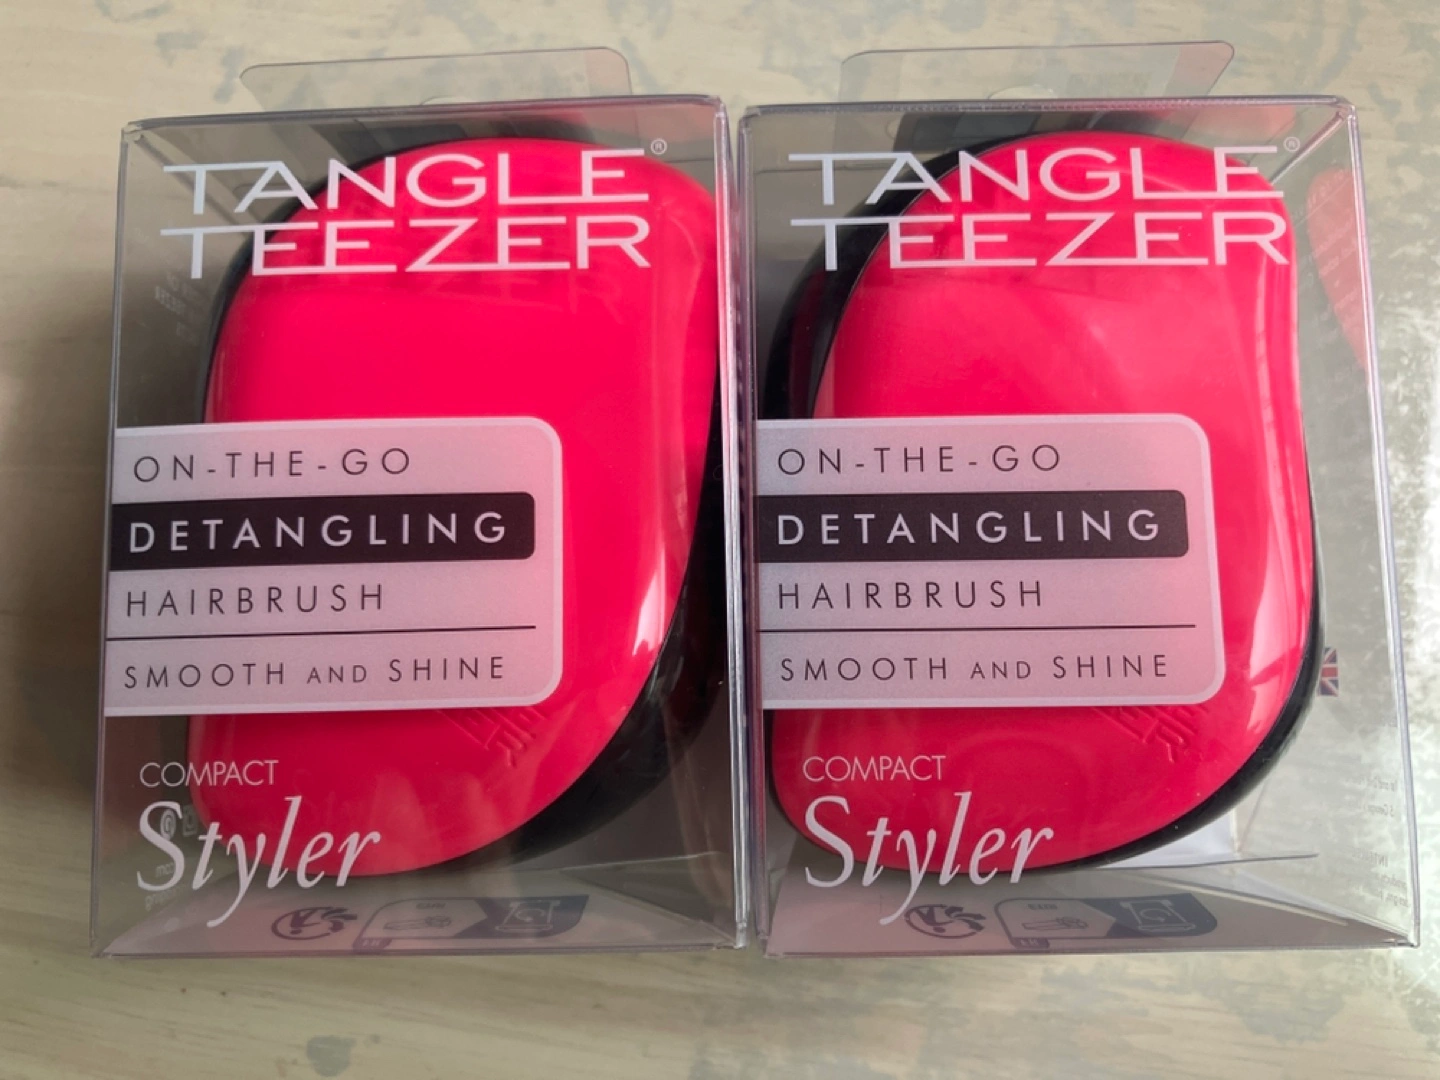 TANGLE
TEEZER®
ON-THE-GO
DETANGLING
HAIRBRUSH
SMOOTH AND SHINE
COMPACT
Styler
TANGLE
TEEZER®
ON-THE-GO
DETANGLING
HAIRBRUSH
SMOOTH AND SHINE
COMPACT
Styler